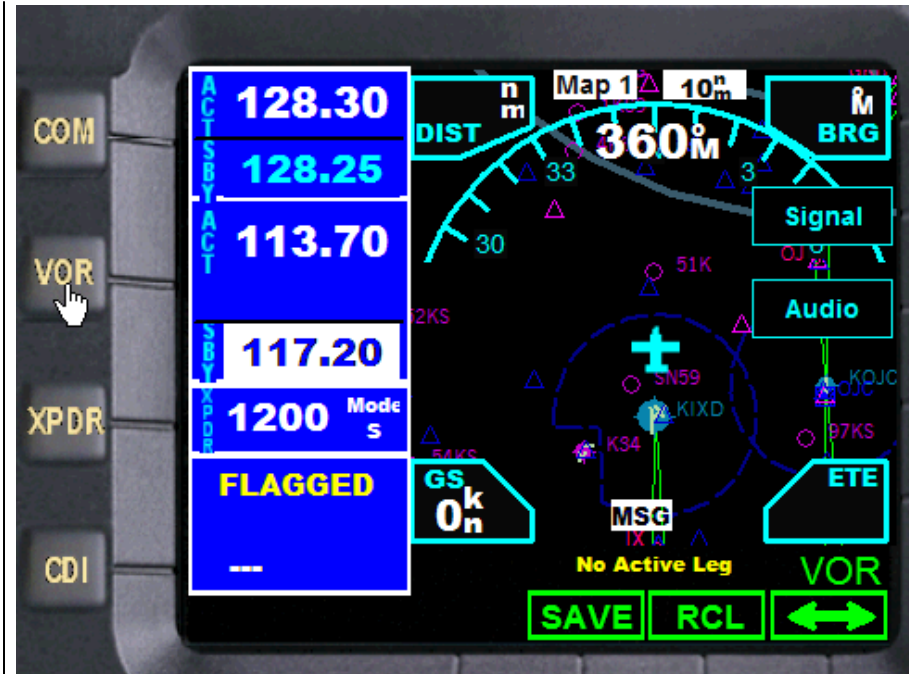 COM
VOR
XPDR
CDI
ACT
128.30
SBY
128.25
ACT
113.70
SBY
117.20
XPDR
1200
Mode S
FLAGGED
---
nm
DIST
Map 1
10nm
360°M
°M
BRG
33
3
30
Signal
Audio
51K
2KS
SN59
KIXD
K34
54KS
OJ
KOJC
OJC
97KS
GS
0kn
MSG
IX
ETE
No Active Leg
VOR
SAVE
RCL